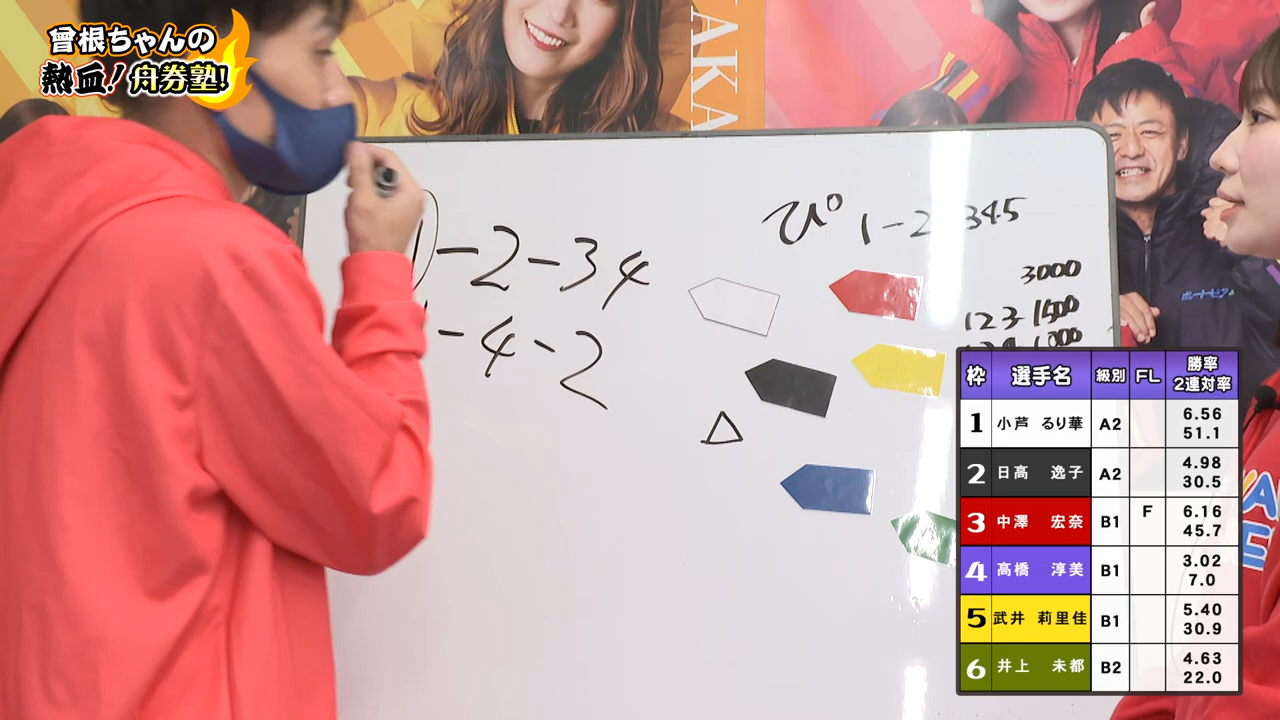 曾根ちゃんの
熱血!舟券塾!
AKA
1-2-34
-4-2
ぴ° 1-2-345
3000
123 1500
△
枠 選手名 級別 FL 勝率 2連対率
1 小芦 るり華 A2 6.56 51.1
2 日高 逸子 A2 4.98 30.5
3 中澤 宏奈 B1 F 6.16 45.7
4 高橋 淳美 B1 3.02 7.0
5 武井 莉里佳 B1 5.40 30.9
6 井上 未都 B2 4.63 22.0